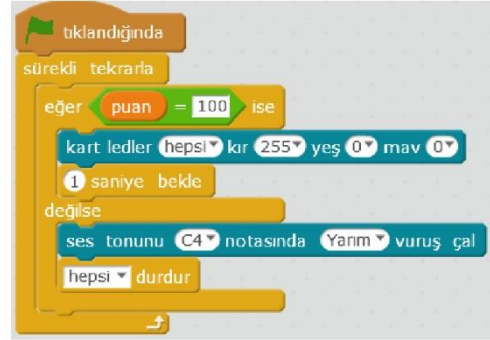 tıklandığında
sürekli tekrarla
eğer puan = 100 ise
kart ledler hepsi kır 255 yeş 0 mav 0
1 saniye bekle
değilse
ses tonunu C4 notasında Yarım vuruş çal
hepsi durdur